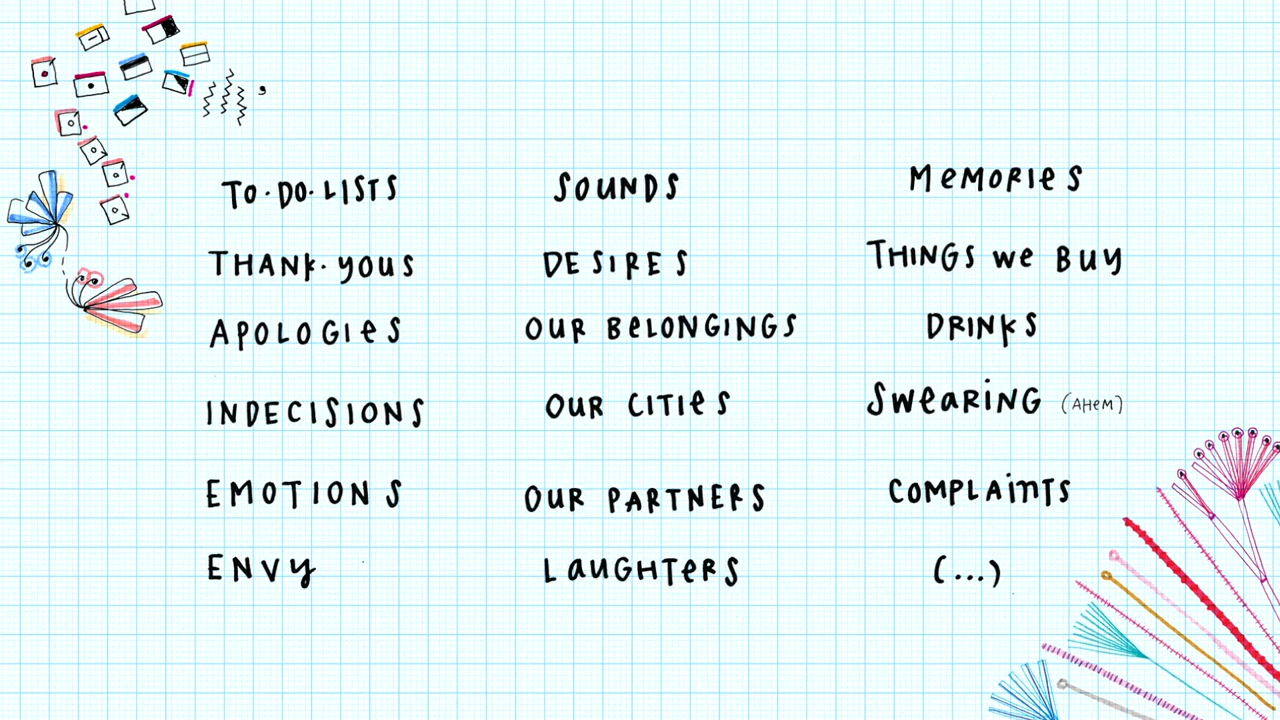 TO·DO·LISTS
THANK·YOUS
APOLOGIES
INDECISIONS
EMOTIONS
ENVY
SOUNDS
DESIRES
OUR BELONGINGS
OUR CITIES
OUR PARTNERS
LAUGHTERS
MEMORIES
THINGS WE BUY
DRINKS
SWEARING (AHEM)
COMPLAINTS
(...)